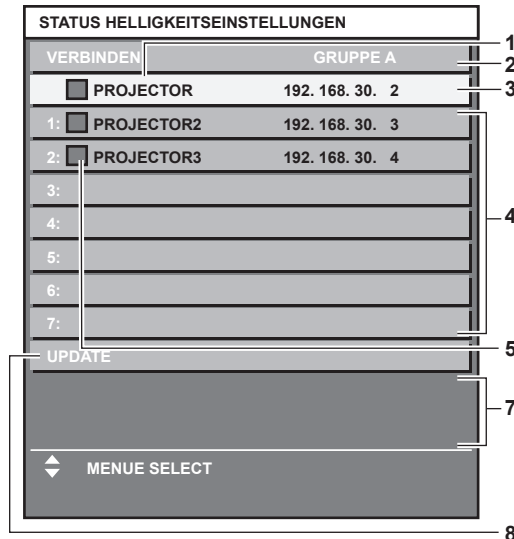 STATUS HELLIGKEITSEINSTELLUNGEN
VERBINDEN GRUPPE A
PROJECTOR 192. 168. 30. 2
1: PROJECTOR2 192. 168. 30. 3
2: PROJECTOR3 192. 168. 30. 4
3:
4:
5:
6:
7:
UPDATE
MENUE SELECT
1
2
3
4
5
7
8